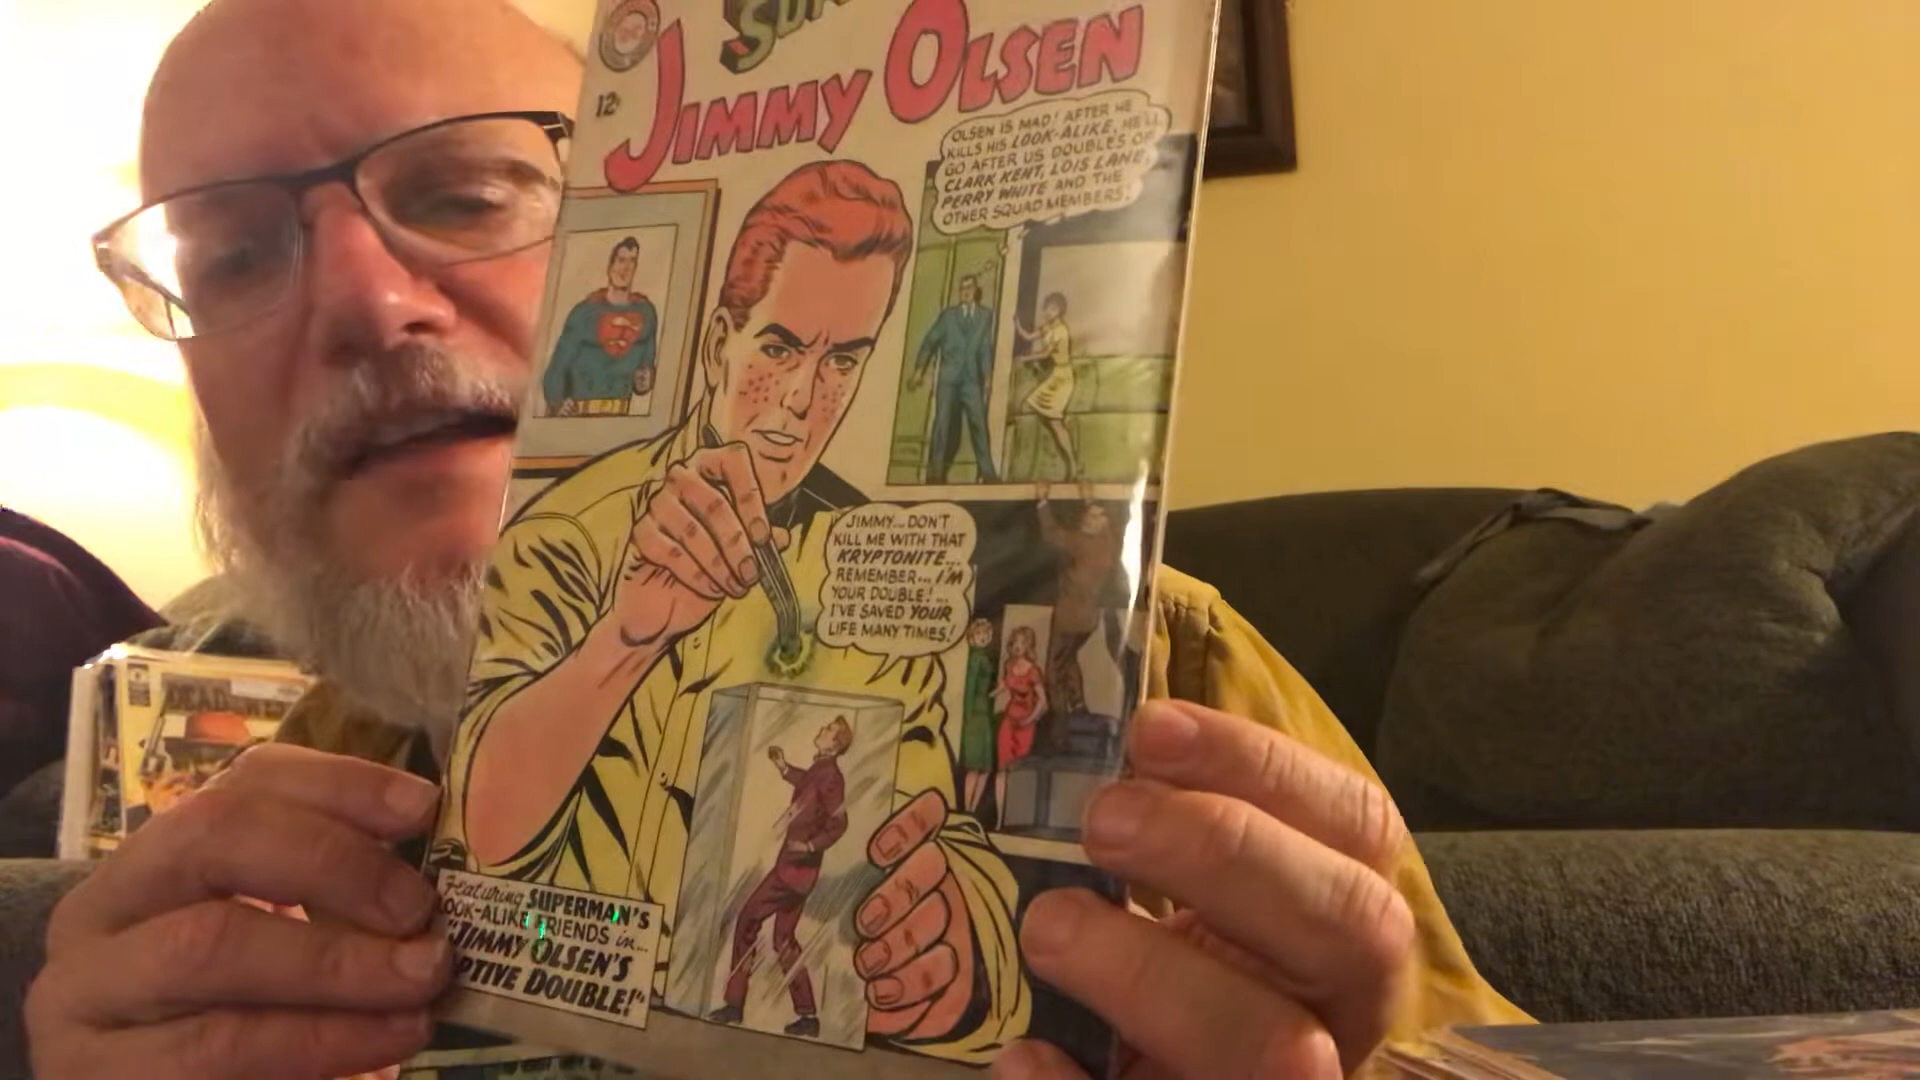 DC
JIMMY OLSEN
12¢
OLSEN IS MAD! AFTER HE
KILLS HIS LOOK-ALIKE, HE'LL
GO AFTER US DOUBLES OF
CLARK KENT, LOIS LANE,
PERRY WHITE AND THE
OTHER SQUAD MEMBERS!
JIMMY... DON'T
KILL ME WITH THAT
KRYPTONITE...
REMEMBER... I'M
YOUR DOUBLE!...
I'VE SAVED YOUR
LIFE MANY TIMES!
Featuring SUPERMAN'S
LOOK-ALIKE FRIENDS in...
"JIMMY OLSEN'S
PTIVE DOUBLE!"